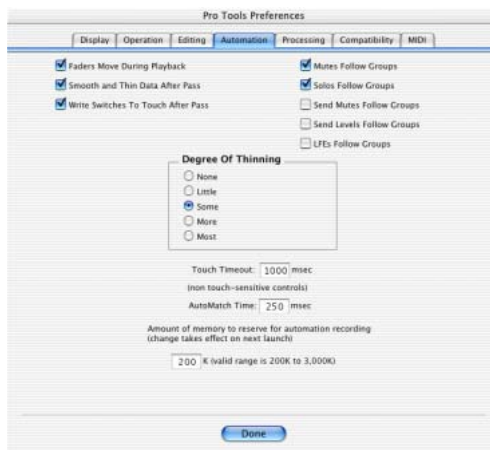 Pro Tools Preferences
Display Operation Editing Automation Processing Compatibility MIDI
Faders Move During Playback
Smooth and Thin Data After Pass
Write Switches To Touch After Pass
Mutes Follow Groups
Solos Follow Groups
Send Mutes Follow Groups
Send Levels Follow Groups
LFEs Follow Groups
Degree Of Thinning
None
Little
Some
More
Most
Touch Timeout: 1000 msec
(non touch-sensitive controls)
AutoMatch Time: 250 msec
Amount of memory to reserve for automation recording
(change takes effect on next launch)
200 K (valid range is 200K to 3,000K)
Done